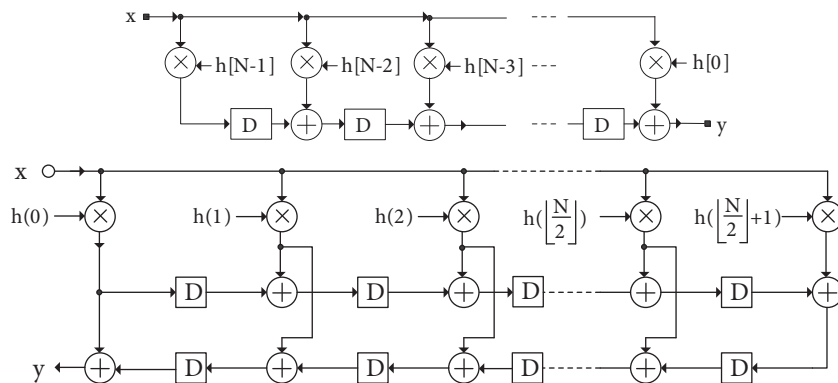 x
h[N-1] h[N-2] h[N-3] h[0]
D D D y
x
h(0) h(1) h(2) h(⌊N/2⌋) h(⌊N/2⌋+1)
D D D D
y D D D D